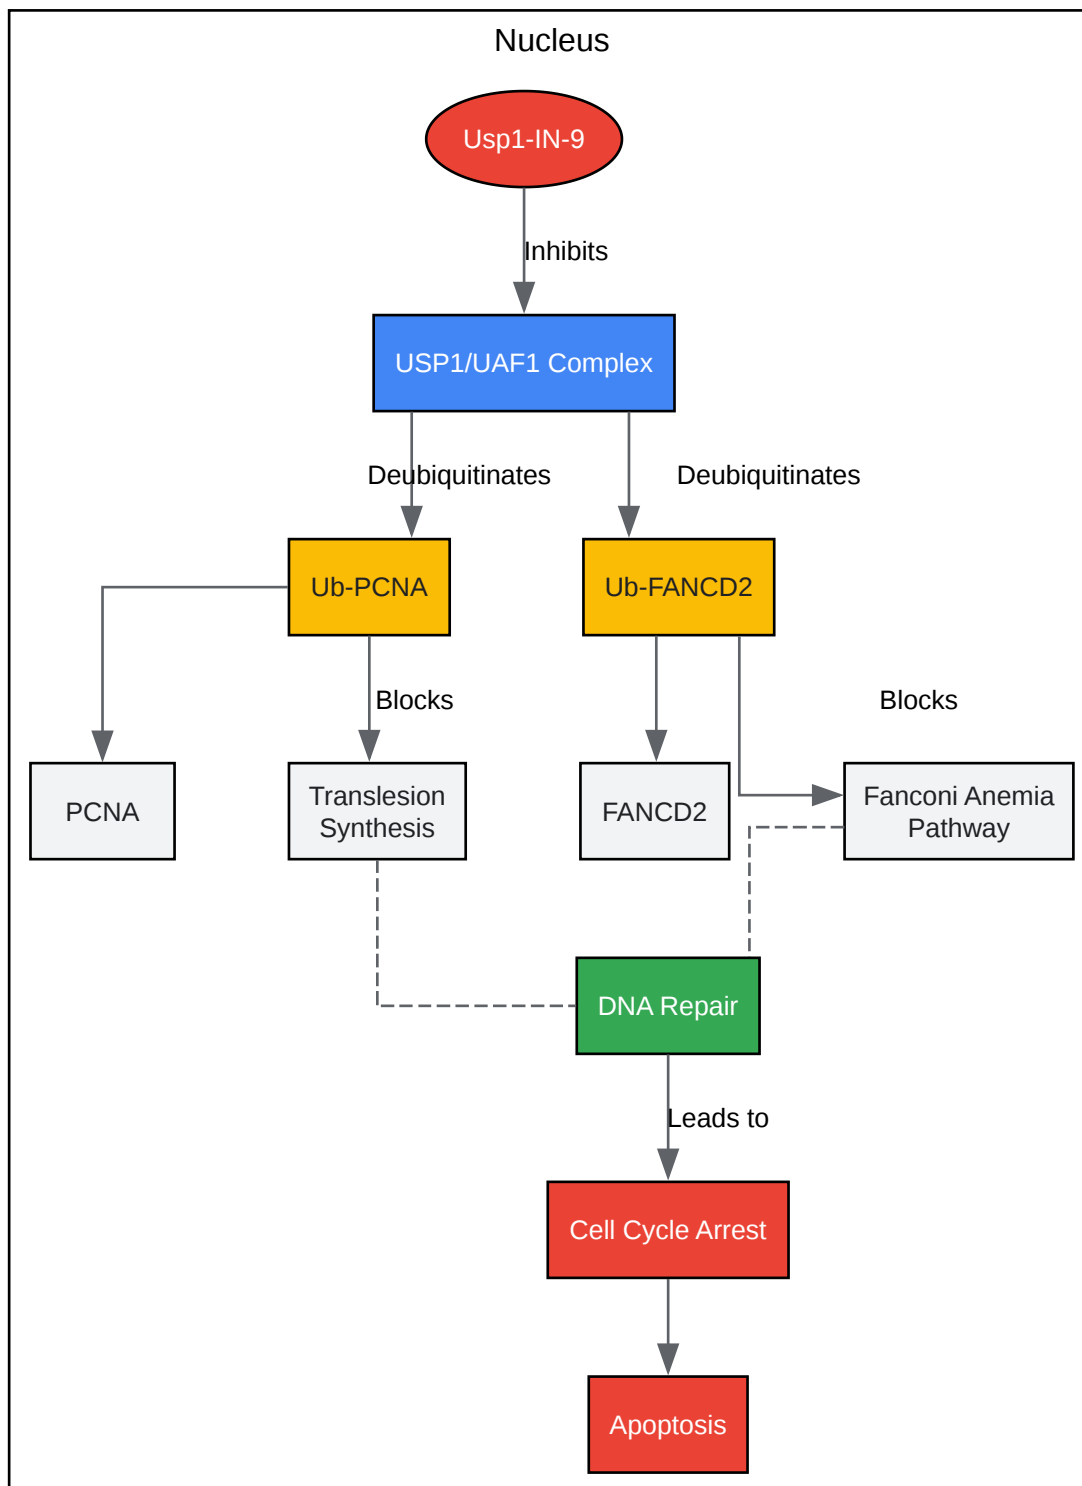 Nucleus
Usp1-IN-9
Inhibits
USP1/UAF1 Complex
Deubiquitinates
Deubiquitinates
Ub-PCNA
Ub-FANCD2
Blocks
Blocks
PCNA
Translesion
Synthesis
FANCD2
Fanconi Anemia
Pathway
DNA Repair
Leads to
Cell Cycle Arrest
Apoptosis